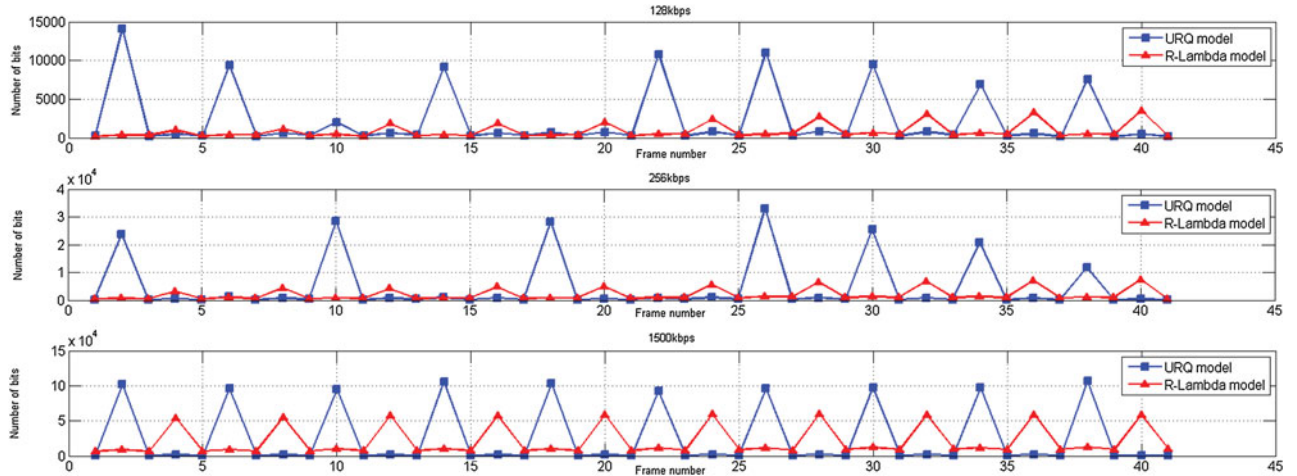 128kbps
Number of bits
15000
10000
5000
0
URQ model
R-Lambda model
0 5 10 15 20 25 30 35 40 45
Frame number
256kbps
x 10^4
Number of bits
4
3
2
1
0
URQ model
R-Lambda model
0 5 10 15 20 25 30 35 40 45
Frame number
1500kbps
x 10^4
Number of bits
15
10
5
0
URQ model
R-Lambda model
0 5 10 15 20 25 30 35 40 45
Frame number